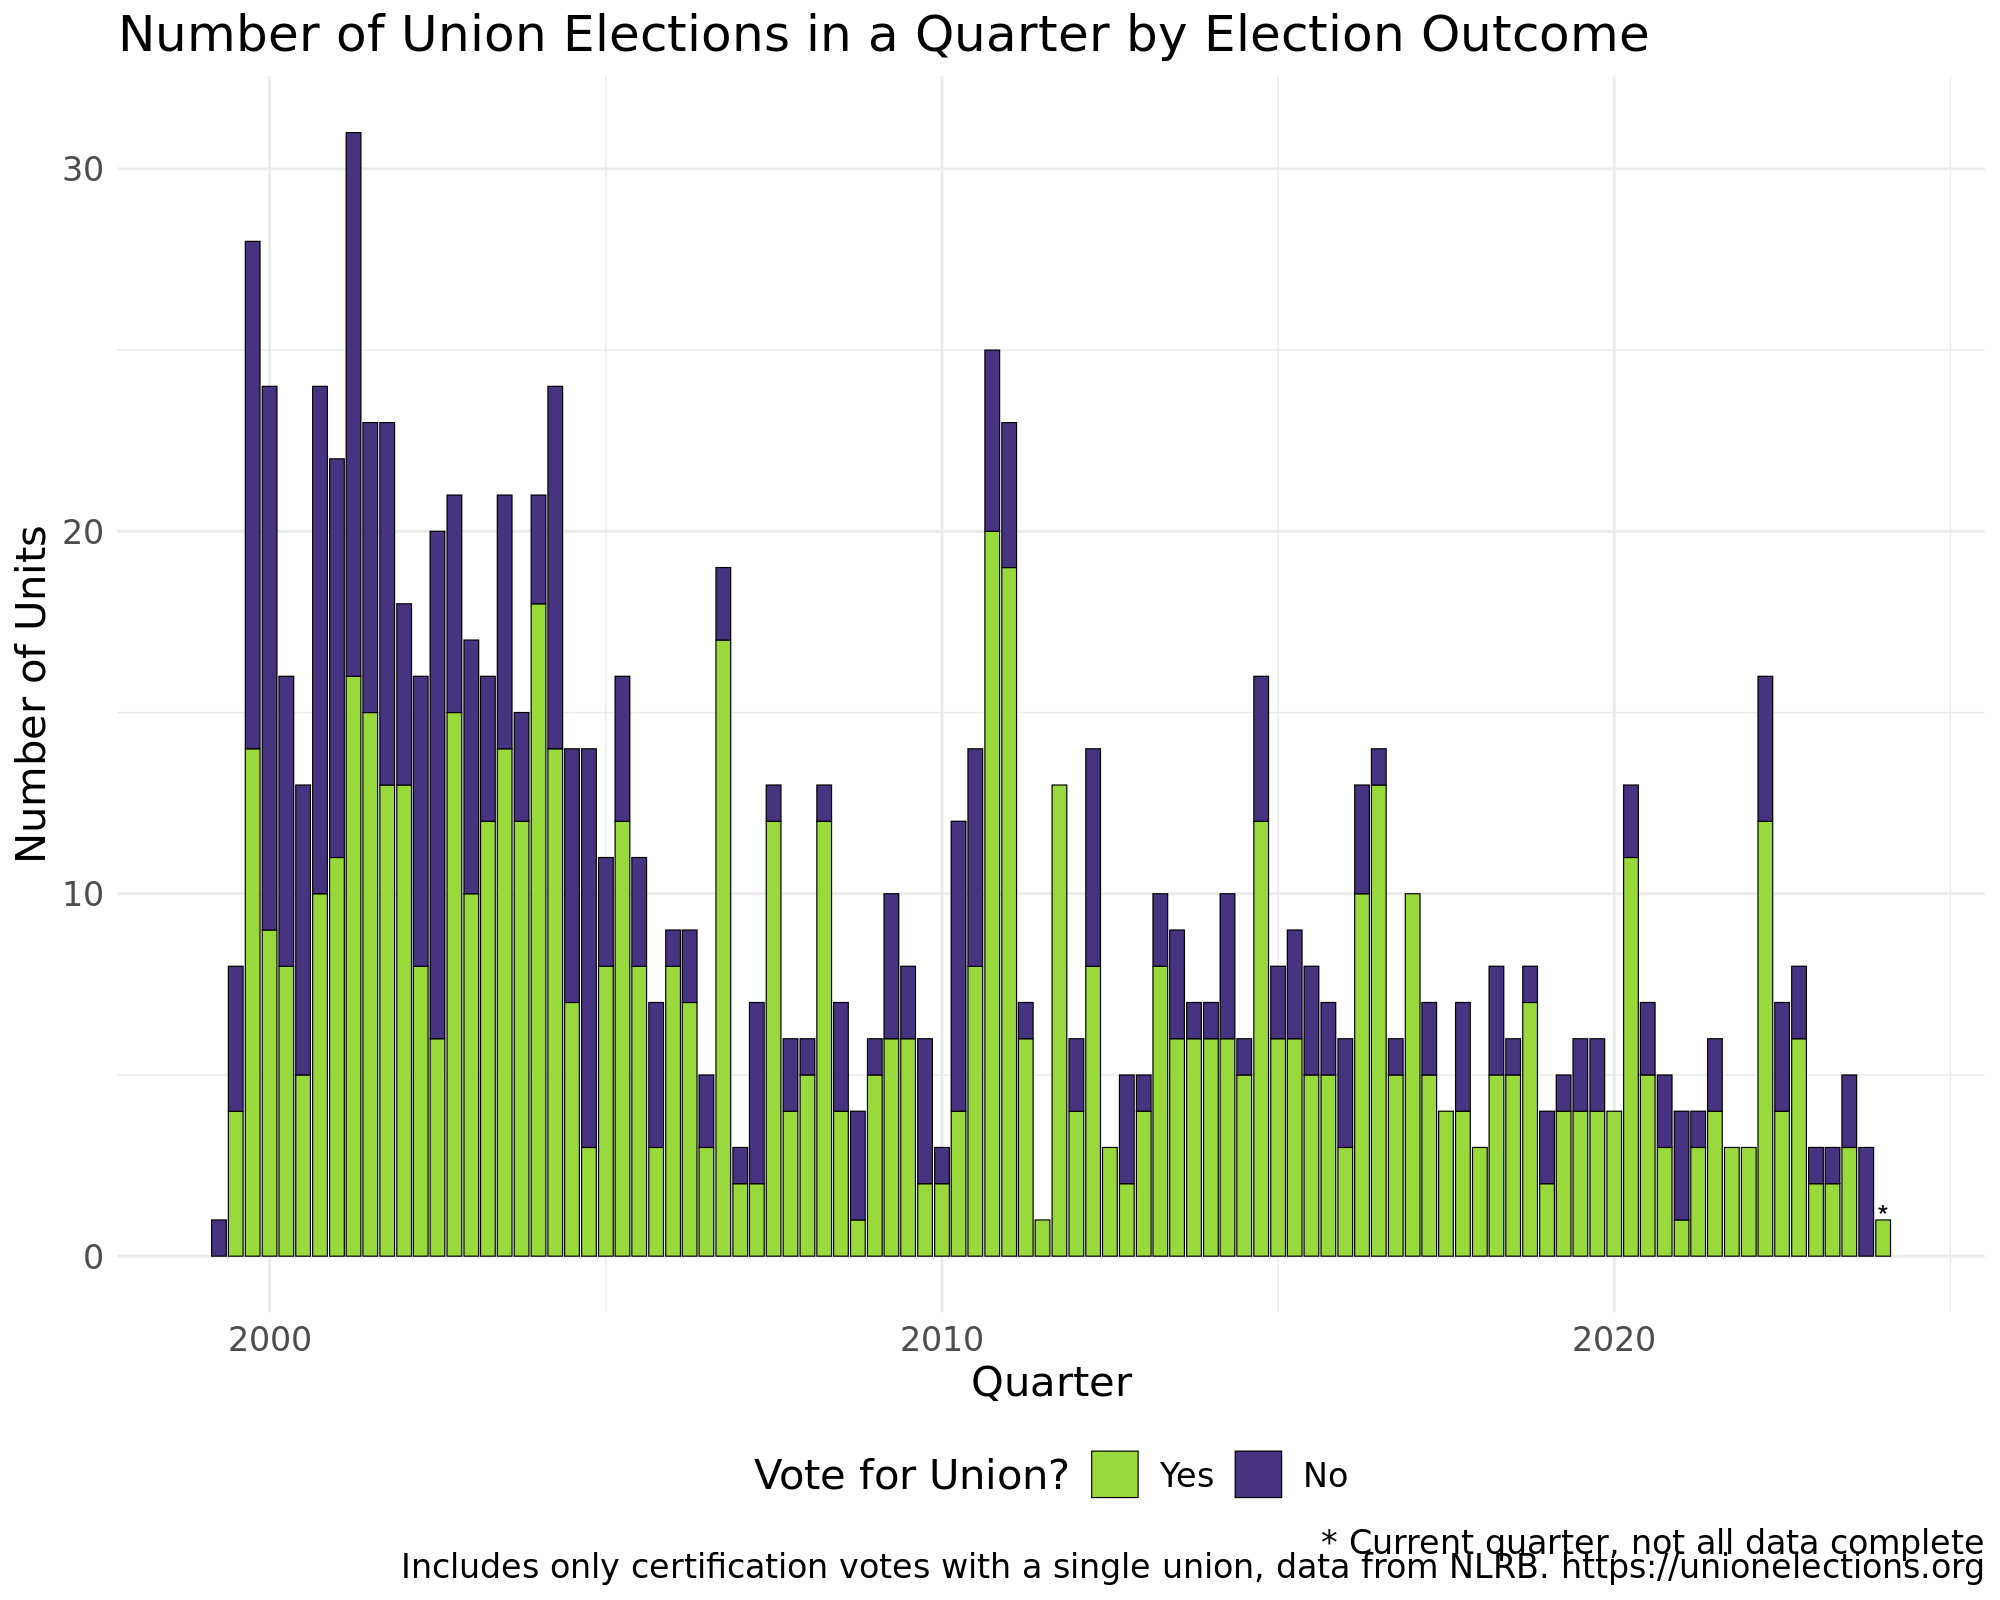 Number of Union Elections in a Quarter by Election Outcome
30
20
10
0
Number of Units
*
2000 2010 2020
Quarter
Vote for Union? Yes No
* Current quarter, not all data complete
Includes only certification votes with a single union, data from NLRB. https://unionelections.org